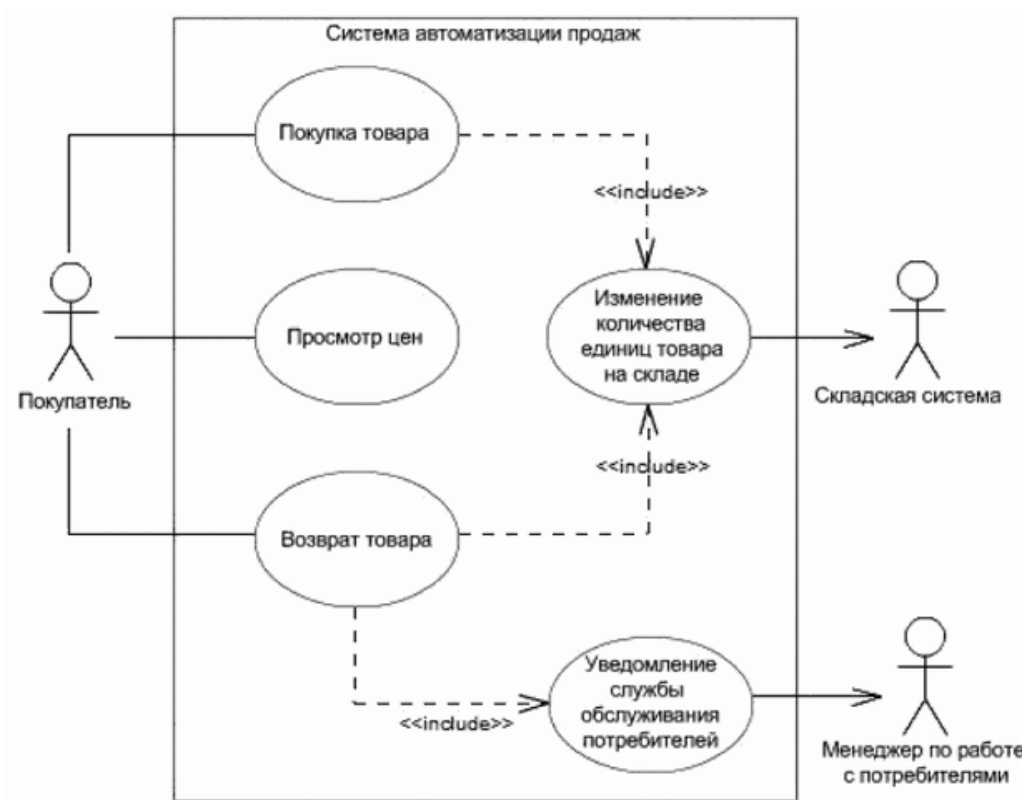 Система автоматизации продаж
Покупка товара
<<include>>
Просмотр цен
Изменение
количества
единиц товара
на складе
Покупатель
Складская система
<<include>>
Возврат товара
Уведомление
службы
обслуживания
потребителей
<<include>>
Менеджер по работе
с потребителями